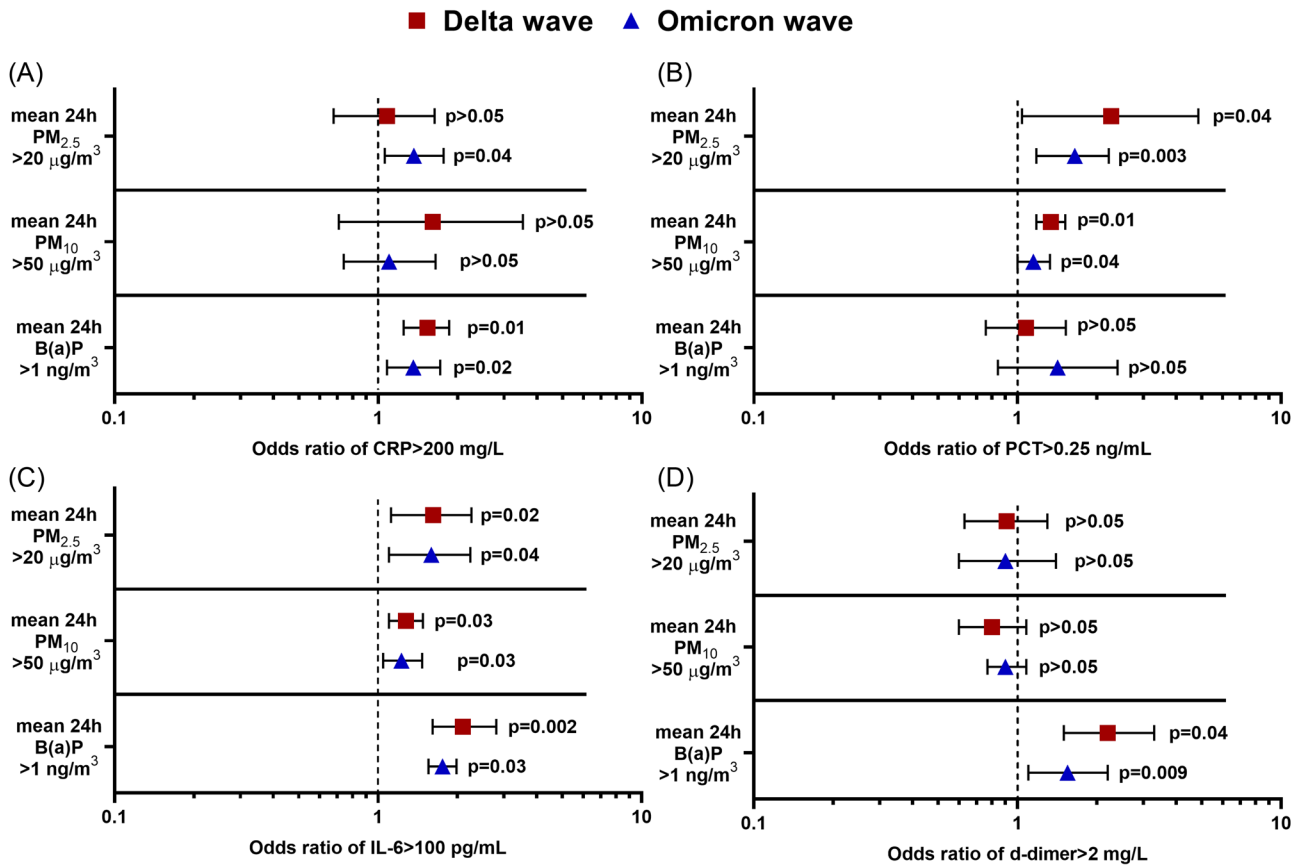 Delta wave Omicron wave
(A)
mean 24h
PM2.5
>20 μg/m3
p>0.05
p=0.04
mean 24h
PM10
>50 μg/m3
p>0.05
p>0.05
mean 24h
B(a)P
>1 ng/m3
p=0.01
p=0.02
0.1 1 10
Odds ratio of CRP>200 mg/L
(B)
mean 24h
PM2.5
>20 μg/m3
p=0.04
p=0.003
mean 24h
PM10
>50 μg/m3
p=0.01
p=0.04
mean 24h
B(a)P
>1 ng/m3
p>0.05
p>0.05
0.1 1 10
Odds ratio of PCT>0.25 ng/mL
(C)
mean 24h
PM2.5
>20 μg/m3
p=0.02
p=0.04
mean 24h
PM10
>50 μg/m3
p=0.03
p=0.03
mean 24h
B(a)P
>1 ng/m3
p=0.002
p=0.03
0.1 1 10
Odds ratio of IL-6>100 pg/mL
(D)
mean 24h
PM2.5
>20 μg/m3
p>0.05
p>0.05
mean 24h
PM10
>50 μg/m3
p>0.05
p>0.05
mean 24h
B(a)P
>1 ng/m3
p=0.04
p=0.009
0.1 1 10
Odds ratio of d-dimer>2 mg/L